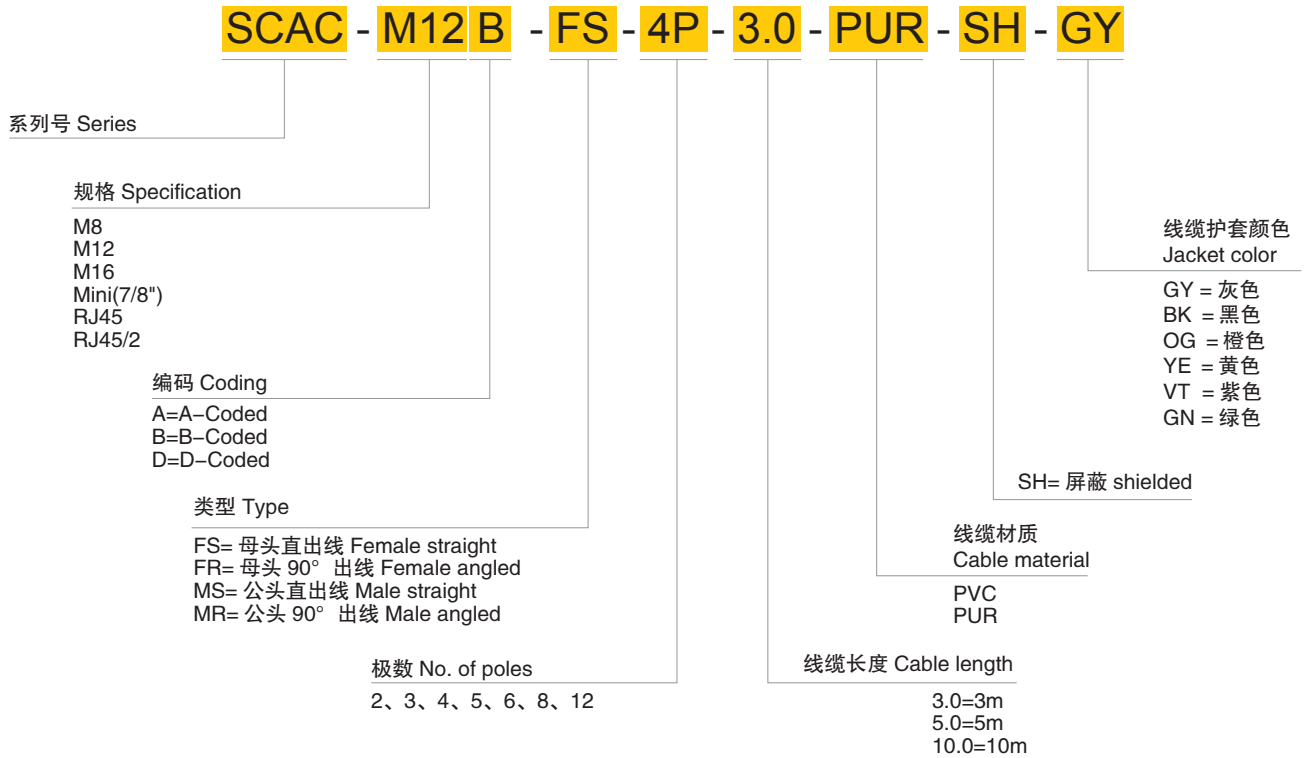 SCAC - M12 B - FS - 4P - 3.0 - PUR - SH - GY
系列号 Series
规格 Specification
M8
M12
M16
Mini(7/8")
RJ45
RJ45/2
编码 Coding
A=A–Coded
B=B–Coded
D=D–Coded
类型 Type
FS= 母头直出线 Female straight
FR= 母头 90° 出线 Female angled
MS= 公头直出线 Male straight
MR= 公头 90° 出线 Male angled
极数 No. of poles
2、3、4、5、6、8、12
线缆长度 Cable length
3.0=3m
5.0=5m
10.0=10m
线缆材质
Cable material
PVC
PUR
SH= 屏蔽 shielded
线缆护套颜色
Jacket color
GY = 灰色
BK = 黑色
OG = 橙色
YE = 黄色
VT = 紫色
GN = 绿色